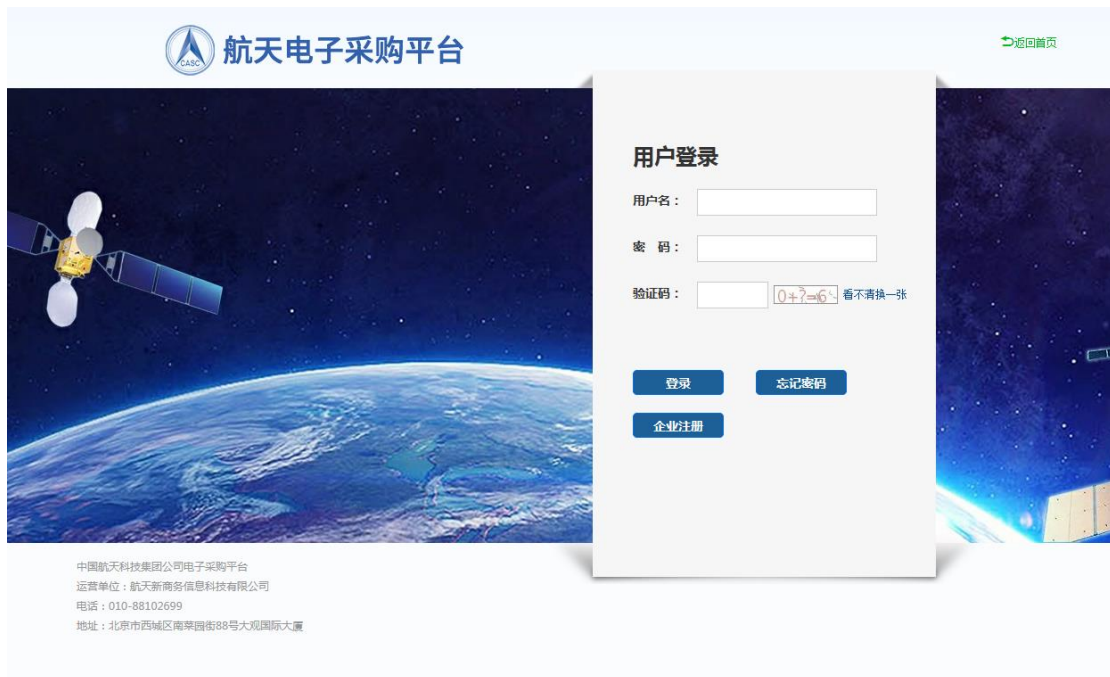 CASC
航天电子采购平台
返回首页
用户登录
用户名：
密 码：
验证码：
0+?=6
看不清换一张
登录
忘记密码
企业注册
中国航天科技集团公司电子采购平台
运营单位：航天新商务信息科技有限公司
电话：010-88102699
地址：北京市西城区南菜园街88号大观国际大厦